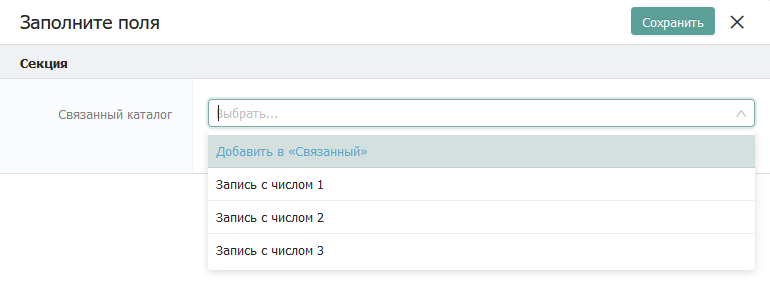 Заполните поля
Сохранить
Секция
Связанный каталог
Выбрать...
Добавить в «Связанный»
Запись с числом 1
Запись с числом 2
Запись с числом 3